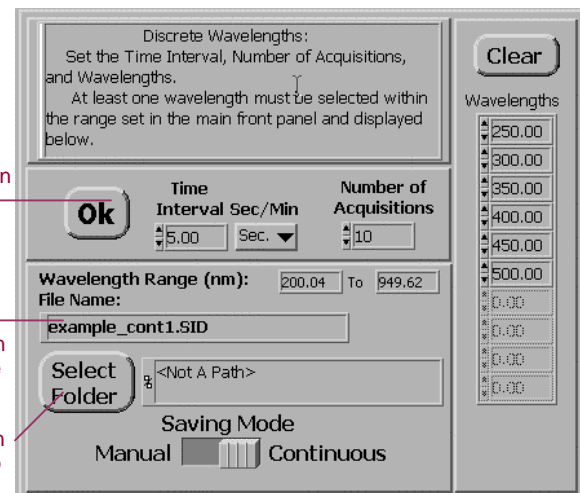 Discrete Wavelengths:
Set the Time Interval, Number of Acquisitions,
and Wavelengths.
At least one wavelength must be selected within
the range set in the main front panel and displayed
below.
Clear
Wavelengths
250.00
300.00
350.00
400.00
450.00
500.00
0.00
0.00
0.00
0.00
Ok
Time
Interval Sec/Min
5.00
Sec.
Number of
Acquisitions
10
Wavelength Range (nm):
200.04 To 949.62
File Name:
example_cont1.SID
Select
Folder
<Not A Path>
Saving Mode
Manual Continuous